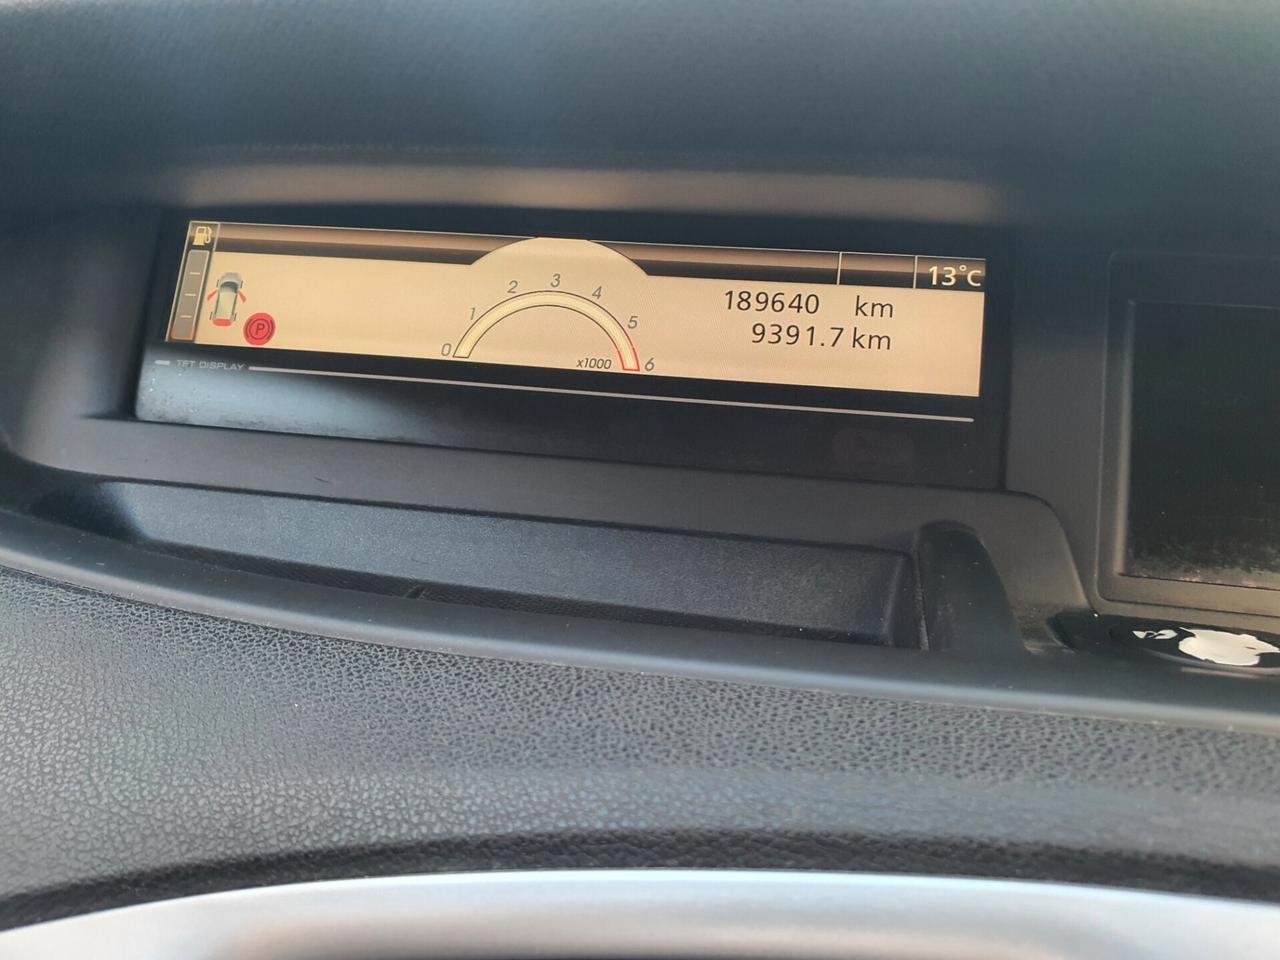 13°C
189640 km
9391.7 km
0 1 2 3 4 5 6
x1000
P
TFT DISPLAY